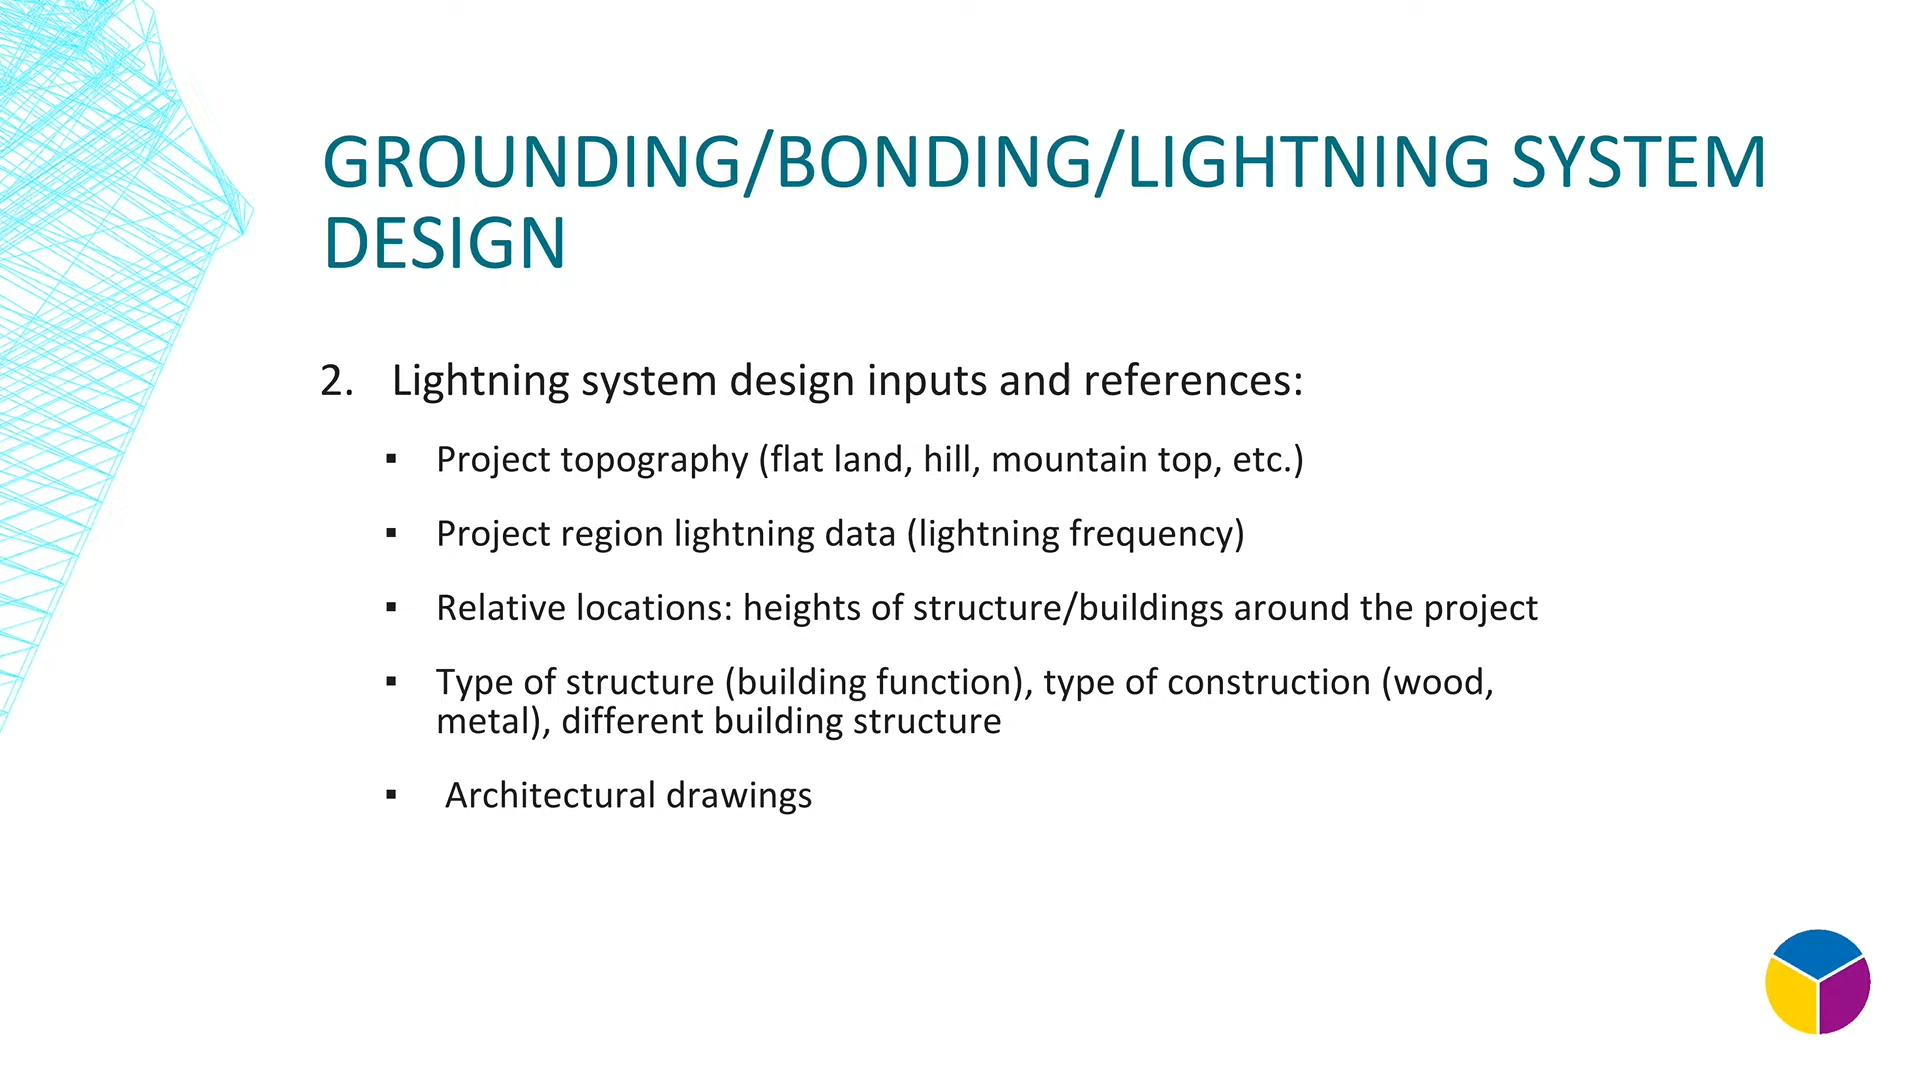 GROUNDING/BONDING/LIGHTNING SYSTEM
DESIGN
2. Lightning system design inputs and references:
▪ Project topography (flat land, hill, mountain top, etc.)
▪ Project region lightning data (lightning frequency)
▪ Relative locations: heights of structure/buildings around the project
▪ Type of structure (building function), type of construction (wood,
metal), different building structure
▪ Architectural drawings